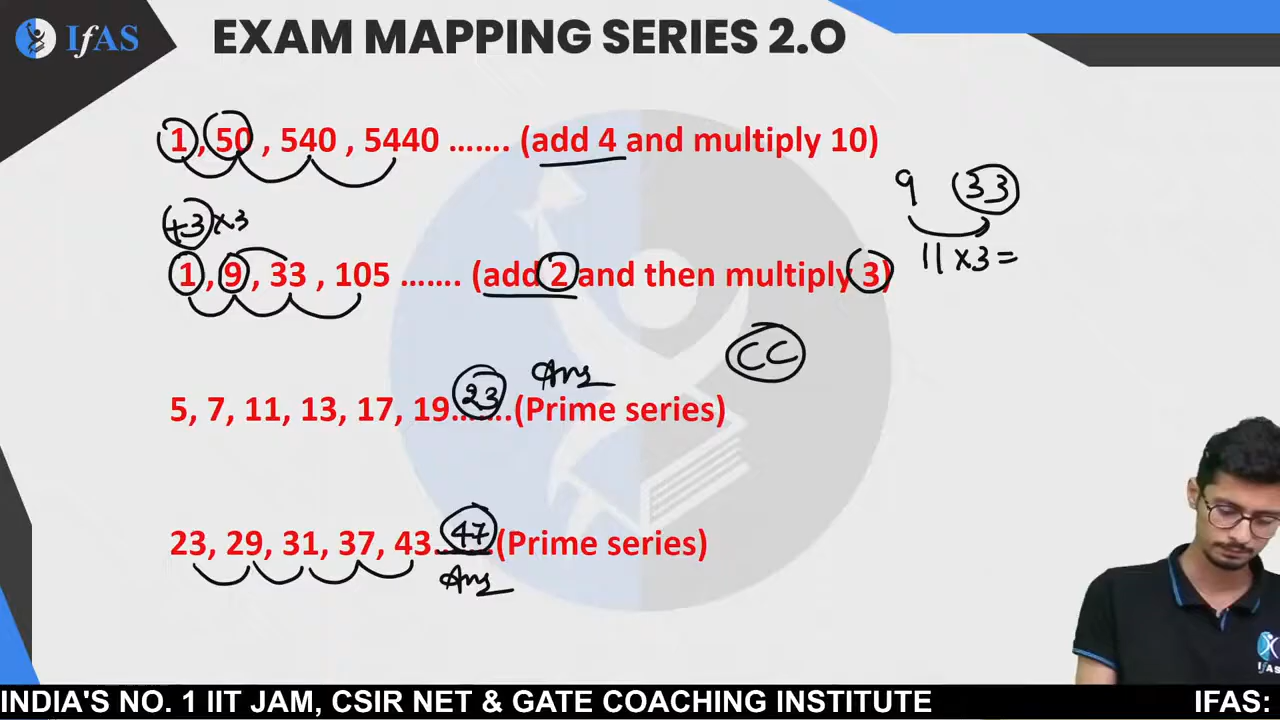 IfAS EXAM MAPPING SERIES 2.0
1 , 50 , 540 , 5440 ....... (add 4 and multiply 10)
9 33
+3 ×3
11 ×3 =
1 , 9 , 33 , 105 ....... (add 2 and then multiply 3)
CC
Ans
5, 7, 11, 13, 17, 19....... 23 (Prime series)
23, 29, 31, 37, 43....... 47 (Prime series)
Ans
IfAS
INDIA'S NO. 1 IIT JAM, CSIR NET & GATE COACHING INSTITUTE IFAS: